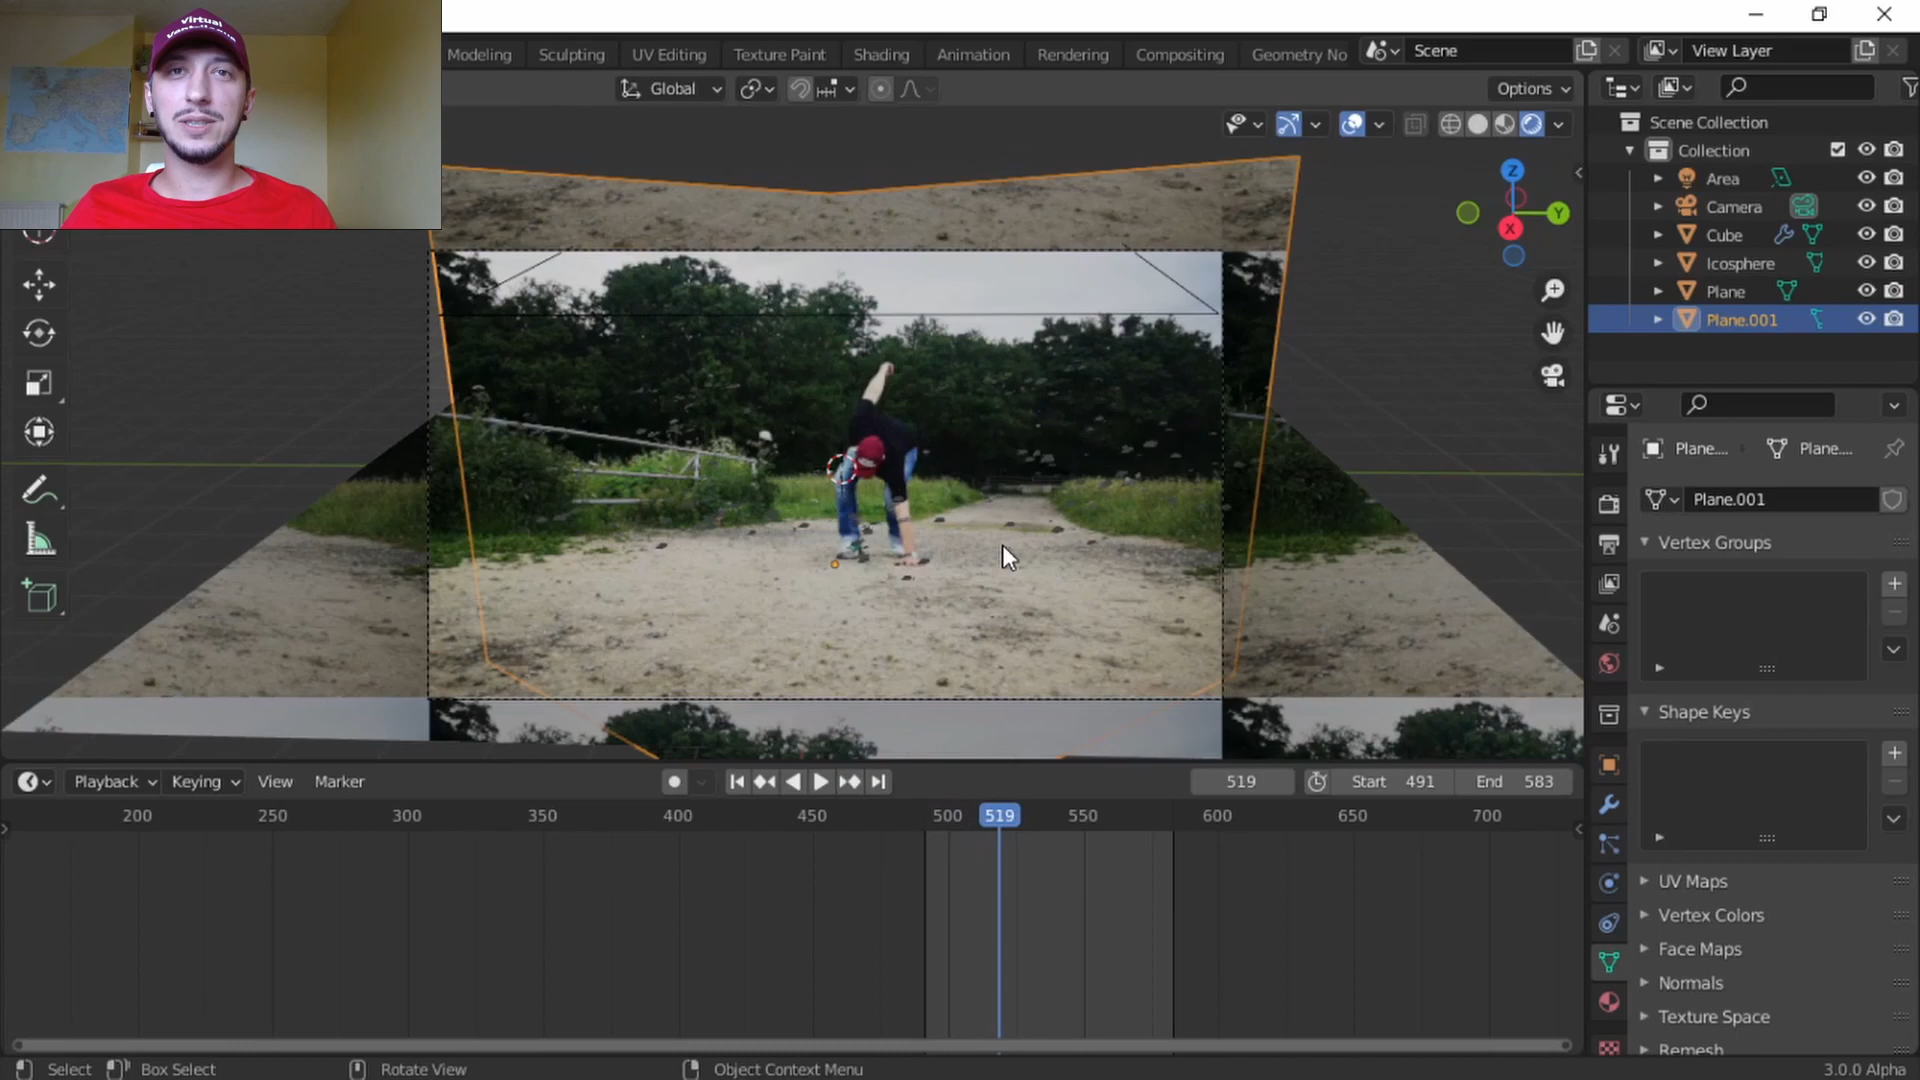 Virtual
Modeling Sculpting UV Editing Texture Paint Shading Animation Rendering Compositing Geometry No Scene View Layer
Global Options
Scene Collection
Collection
Area
Camera
Cube
Icosphere
Plane
Plane.001
Z
Y
X
Plane.... Plane....
Plane.001
Vertex Groups
Shape Keys
UV Maps
Vertex Colors
Face Maps
Normals
Texture Space
Remesh
Playback Keying View Marker 519 Start 491 End 583
200 250 300 350 400 450 500 519 550 600 650 700
Select Box Select Rotate View Object Context Menu 3.0.0 Alpha